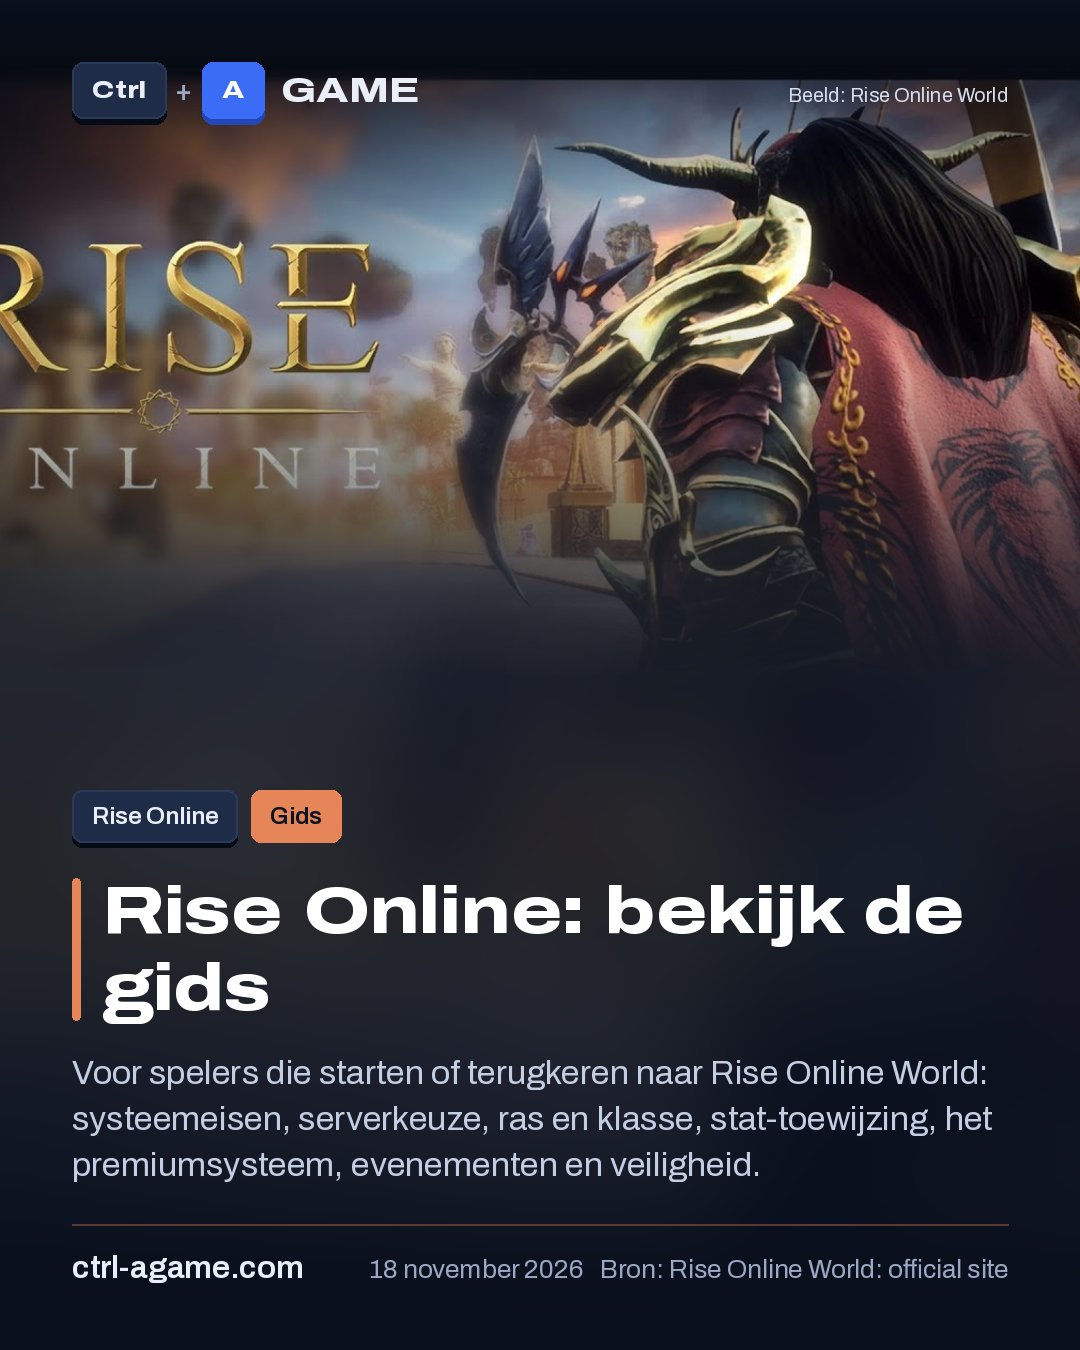 Ctrl + A GAME
Beeld: Rise Online World
RISE
NLINE
Rise Online Gids
Rise Online: bekijk de
gids
Voor spelers die starten of terugkeren naar Rise Online World:
systeemeisen, serverkeuze, ras en klasse, stat-toewijzing, het
premiumsysteem, evenementen en veiligheid.
ctrl-agame.com 18 november 2026 Bron: Rise Online World: official site